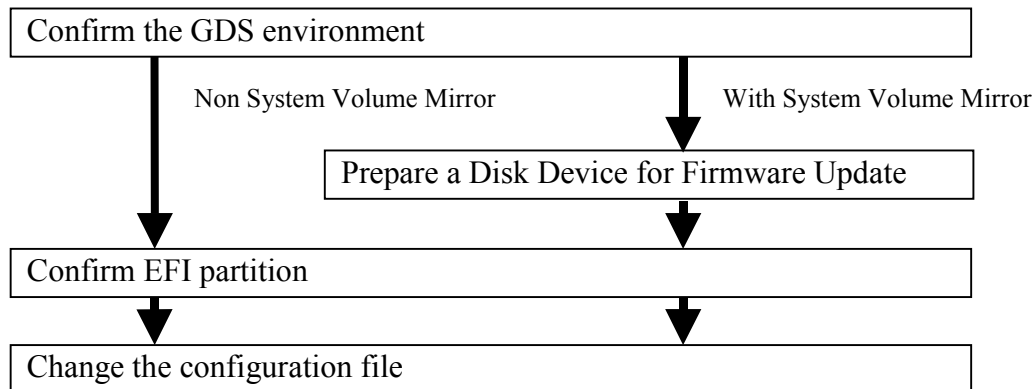 Confirm the GDS environment
Non System Volume Mirror
With System Volume Mirror
Prepare a Disk Device for Firmware Update
Confirm EFI partition
Change the configuration file